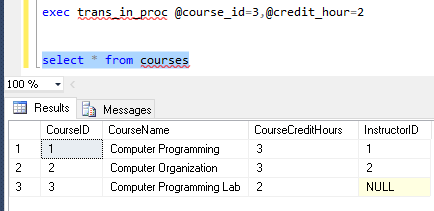 exec trans_in_proc @course_id=3,@credit_hour=2
select * from courses
100 %
Results Messages
CourseID CourseName CourseCreditHours InstructorID
1 1 Computer Programming 3 1
2 2 Computer Organization 3 2
3 3 Computer Programming Lab 2 NULL